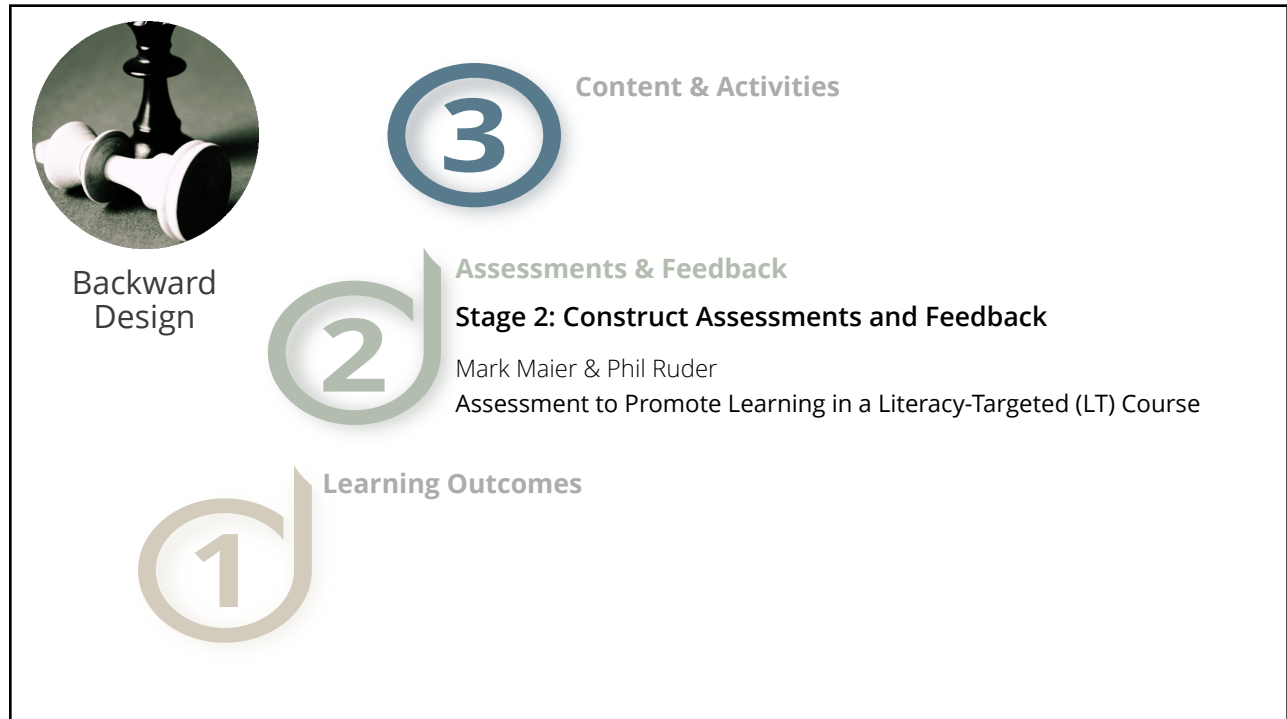 3
Content & Activities
Backward
Design
2
Assessments & Feedback
Stage 2: Construct Assessments and Feedback
Mark Maier & Phil Ruder
Assessment to Promote Learning in a Literacy-Targeted (LT) Course
1
Learning Outcomes